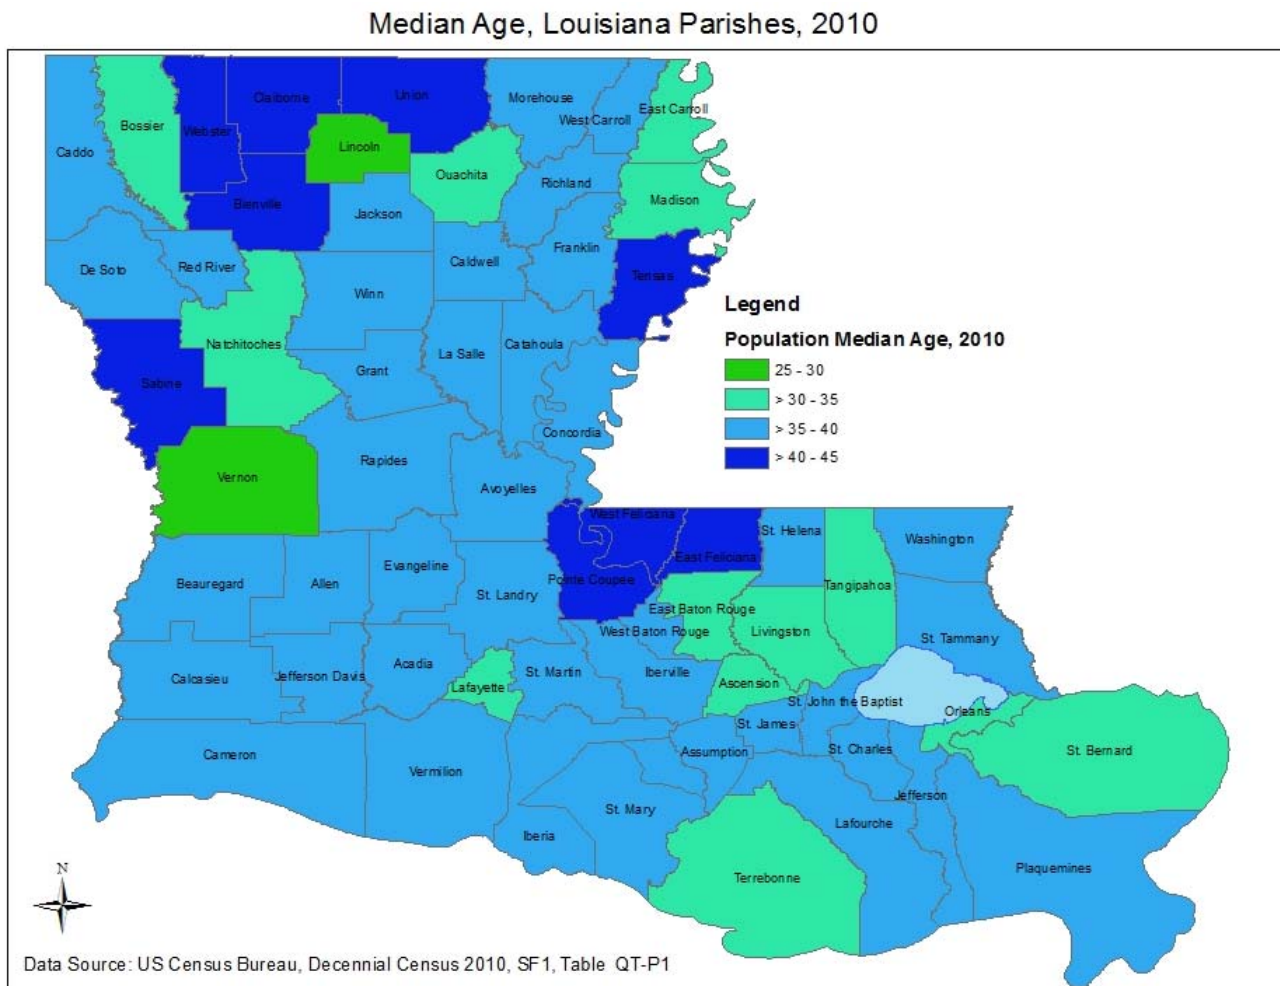 Median Age, Louisiana Parishes, 2010
Claiborne
Union
Morehouse
East Carroll
West Carroll
Bossier
Webster
Lincoln
Caddo
Ouachita
Richland
Madison
Bienville
Jackson
Franklin
Caldwell
Red River
De Soto
Tensas
Winn
Legend
Population Median Age, 2010
25 - 30
> 30 - 35
> 35 - 40
> 40 - 45
Natchitoches
Catahoula
La Salle
Grant
Sabine
Concordia
Rapides
Vernon
Avoyelles
West Feliciana
St. Helena
Washington
East Feliciana
Evangeline
Pointe Coupee
Beauregard
Allen
Tangipahoa
St. Landry
East Baton Rouge
West Baton Rouge
Livingston
St. Tammany
Acadia
St. Martin
Iberville
Jefferson Davis
Calcasieu
Lafayette
Ascension
St. John the Baptist
Orleans
St. James
Assumption
St. Charles
St. Bernard
Cameron
Vermilion
Jefferson
St. Mary
Lafourche
Iberia
Plaquemines
Terrebonne
N
Data Source: US Census Bureau, Decennial Census 2010, SF1, Table QT-P1